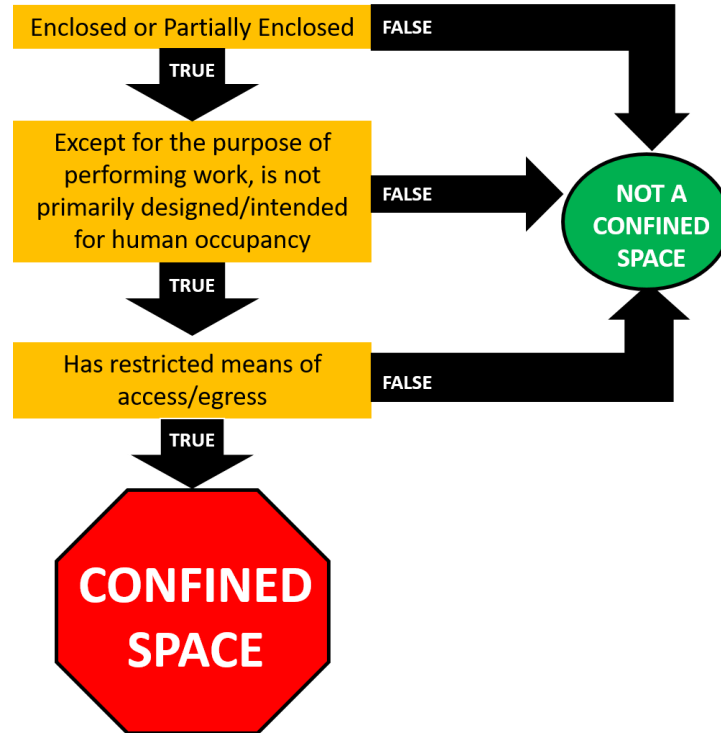 Enclosed or Partially Enclosed
FALSE
TRUE
Except for the purpose of
performing work, is not
primarily designed/intended
for human occupancy
FALSE
NOT A
CONFINED
SPACE
TRUE
Has restricted means of
access/egress
FALSE
TRUE
CONFINED
SPACE